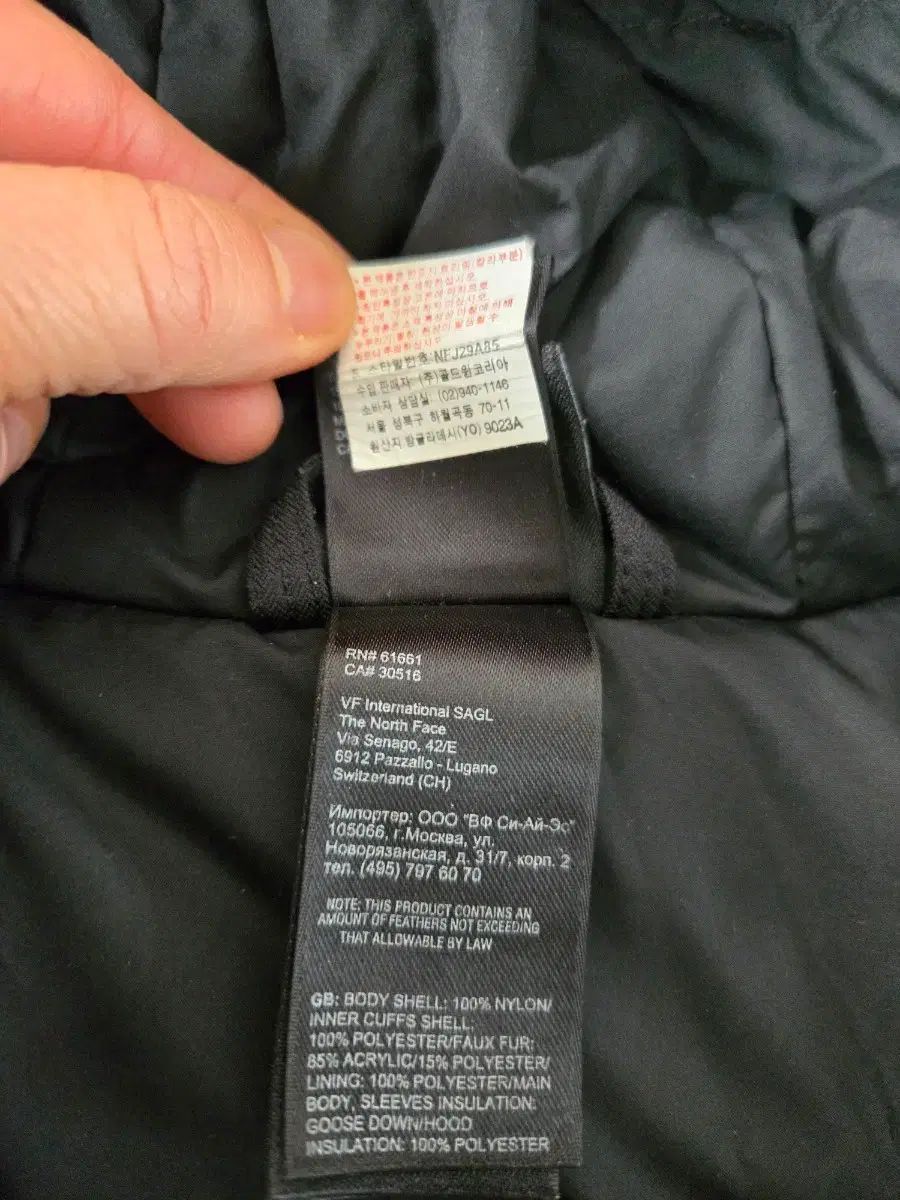 스타일번호:NFJ29A85
수입판매자 (주)골드윈코리아
소비자 상담실 (02)940-1146
서울 성북구 하월곡동 70-11
원산지 방글라데시(YO) 9023A
RN# 61661
CA# 30516
VF International SAGL
The North Face
Via Senago, 42/E
6912 Pazzallo - Lugano
Switzerland (CH)
Импортер: ООО "ВФ Си-Ай-Эс"
105066, г.Москва, ул.
Новорязанская, д. 31/7, корп. 2
тел. (495) 797 60 70
NOTE: THIS PRODUCT CONTAINS AN
AMOUNT OF FEATHERS NOT EXCEEDING
THAT ALLOWABLE BY LAW
GB: BODY SHELL: 100% NYLON/
INNER CUFFS SHELL:
100% POLYESTER/FAUX FUR:
85% ACRYLIC/15% POLYESTER/
LINING: 100% POLYESTER/MAIN
BODY, SLEEVES INSULATION:
GOOSE DOWN/HOOD
INSULATION: 100% POLYESTER